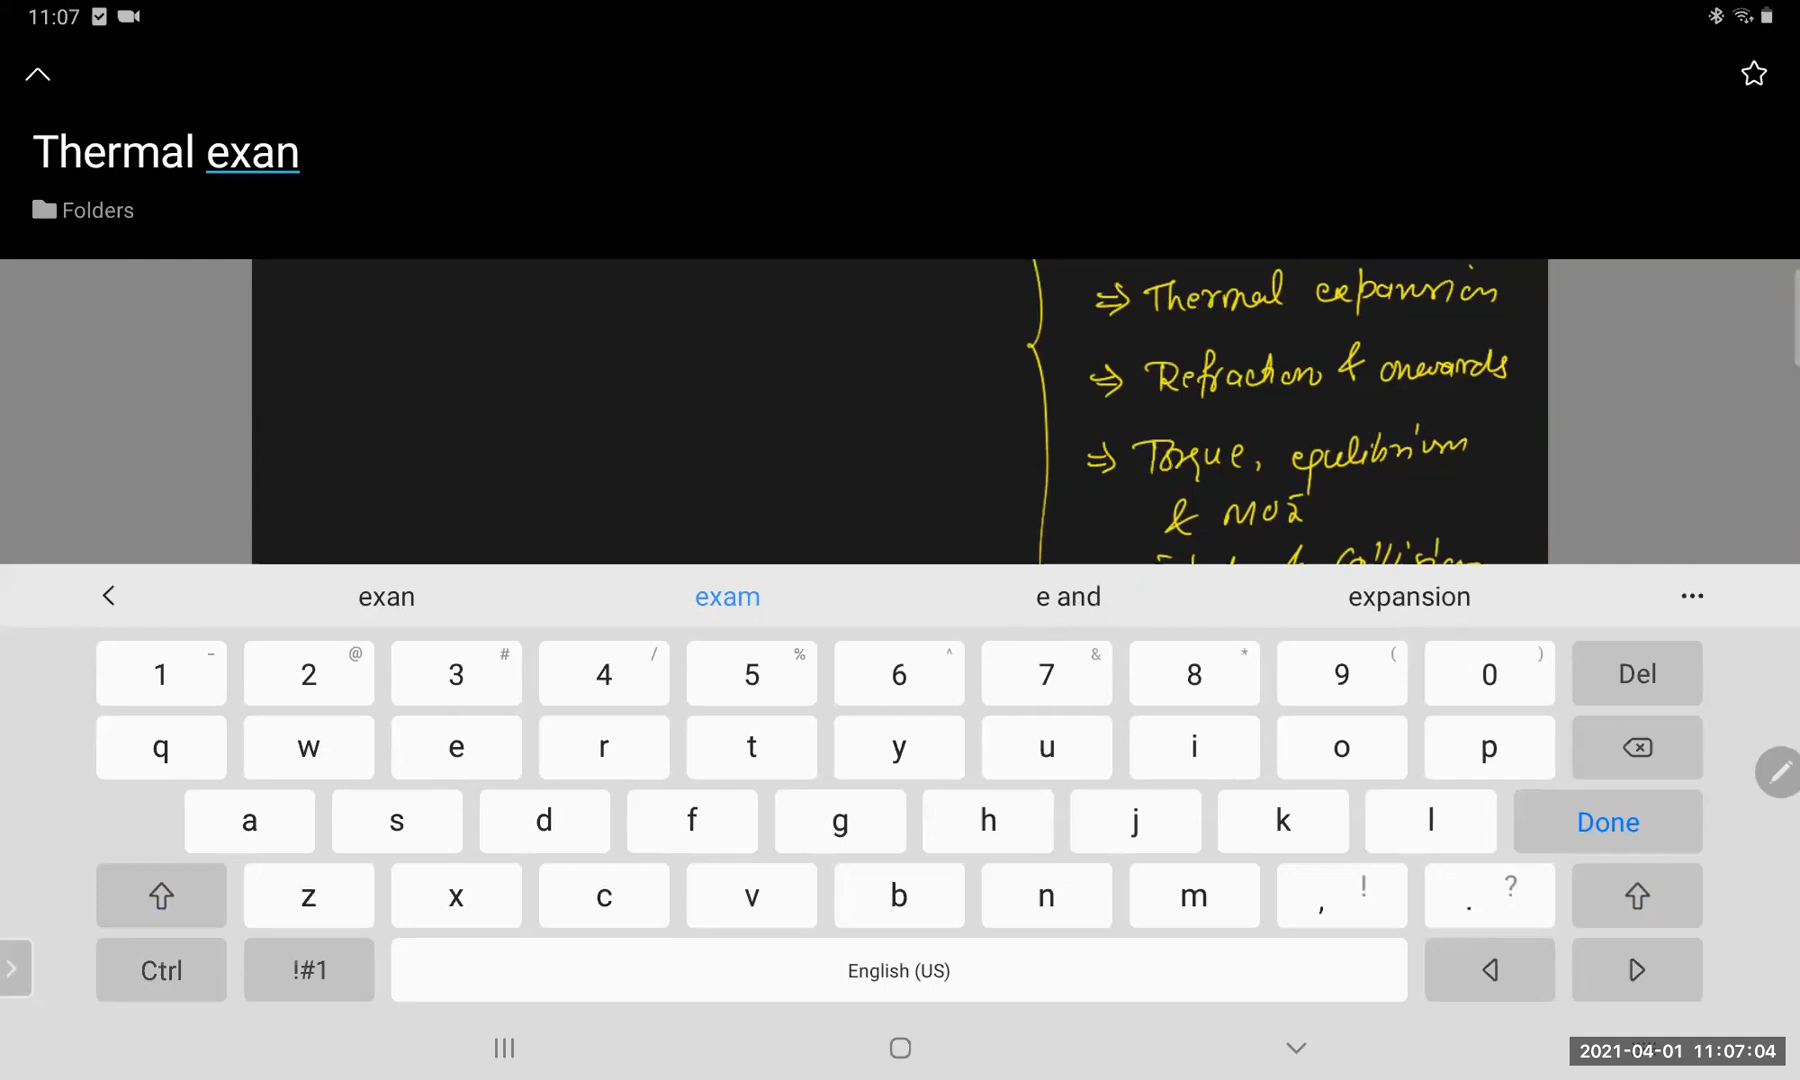 11:07
Thermal exan
Folders
⇒ Thermal expansion
⇒ Refraction & onwards
⇒ Torque, equilibrium
& MOI
& Collision
exan exam e and expansion ...
1 - 2 @ 3 # 4 / 5 % 6 ^ 7 & 8 * 9 ( 0 ) Del
q w e r t y u i o p
a s d f g h j k l Done
z x c v b n m , ! . ?
Ctrl !#1 English (US)
2021-04-01 11:07:04